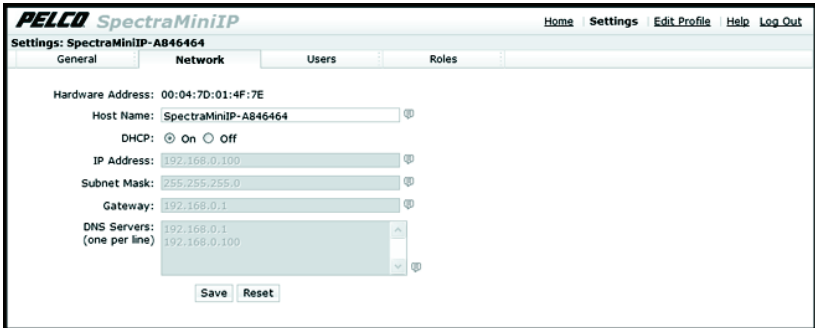 PELCO SpectraMiniIP
Home Settings Edit Profile Help Log Out
Settings: SpectraMiniIP-A846464
General Network Users Roles
Hardware Address: 00:04:7D:01:4F:7E
Host Name: SpectraMiniIP-A846464
DHCP: On Off
IP Address: 192.168.0.100
Subnet Mask: 255.255.255.0
Gateway: 192.168.0.1
DNS Servers: 192.168.0.1
(one per line) 192.168.0.100
Save Reset